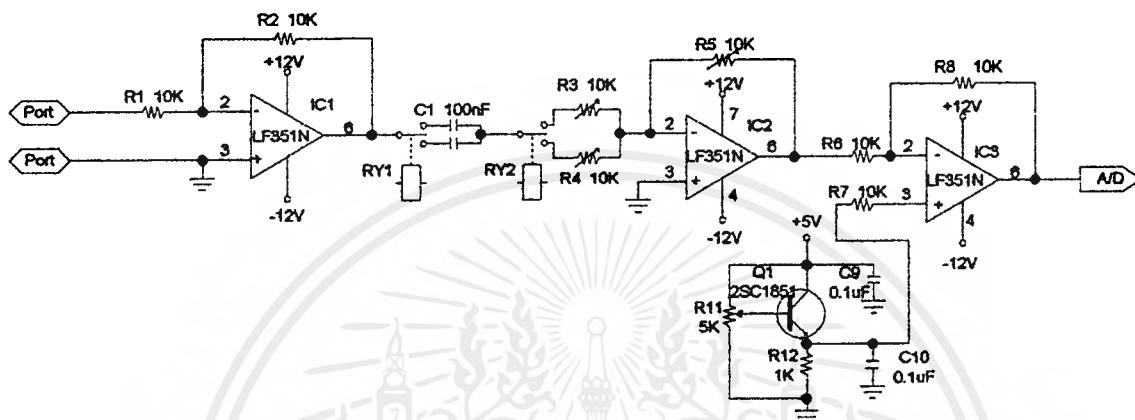 R2 10K
+12V
Port
R1 10K
2
IC1
LF351N
6
Port
3
-12V
C1 100nF
RY1
R3 10K
RY2
R4 10K
R5 10K
+12V
7
2
IC2
LF351N
6
3
4
-12V
R8 10K
+12V
R6 10K
2
IC3
LF351N
6
A/D
R7 10K
3
4
-12V
+5V
Q1
2SC1851
C9
0.1uF
R11
5K
R12
1K
C10
0.1uF